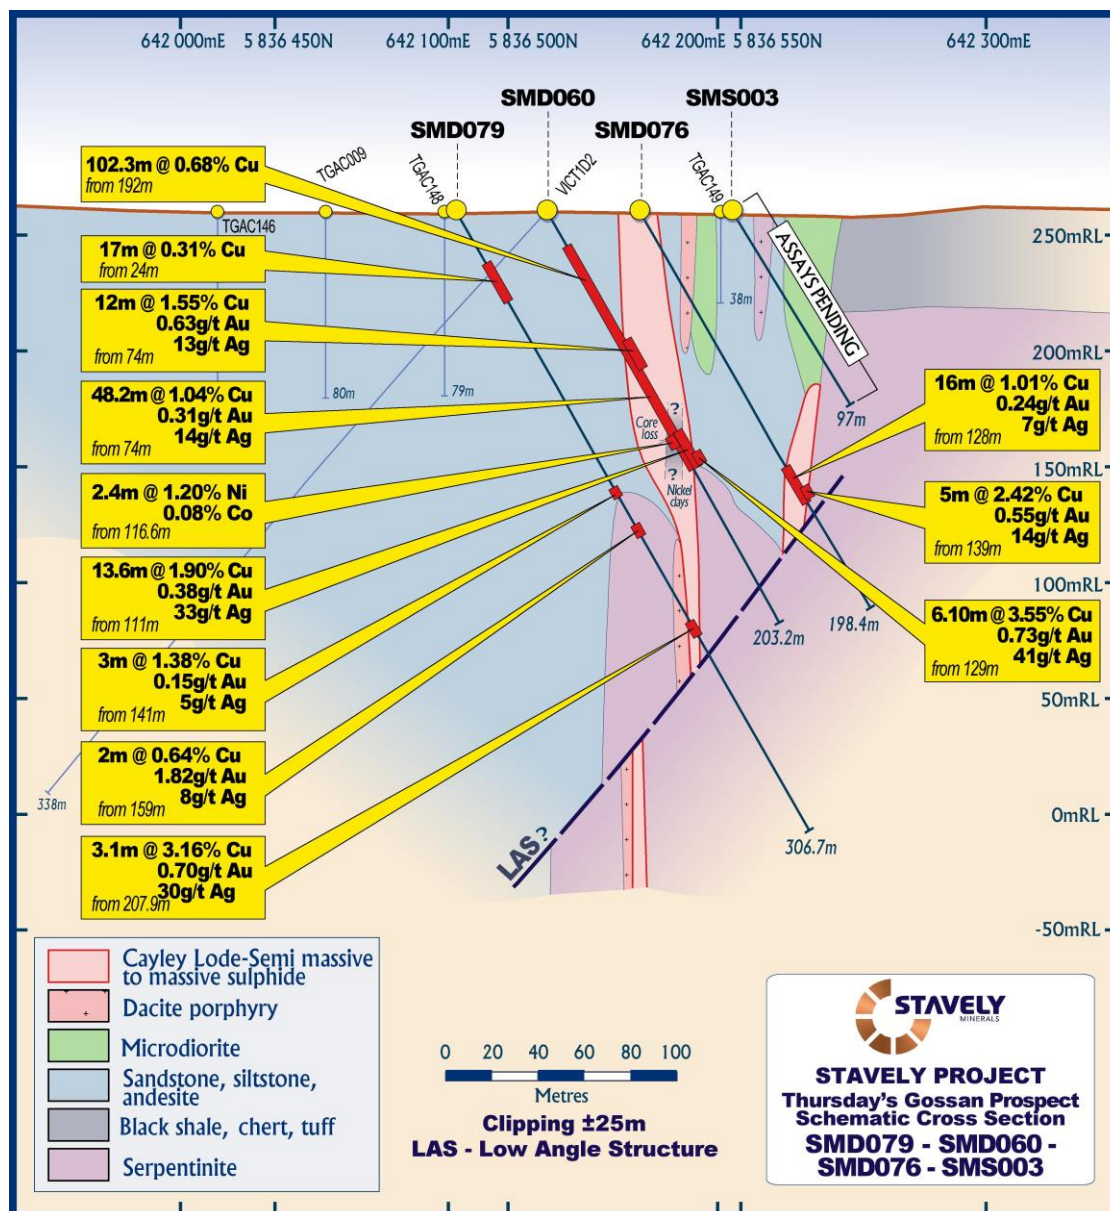 642 000mE
5 836 450N
642 100mE
5 836 500N
642 200mE
5 836 550N
642 300mE
SMD060
SMS003
SMD079
SMD076
TGAC009
TGAC148
VICT1D2
TGAC149
TGAC146
102.3m @ 0.68% Cu
from 192m
17m @ 0.31% Cu
from 24m
12m @ 1.55% Cu
0.63g/t Au
13g/t Ag
from 74m
48.2m @ 1.04% Cu
0.31g/t Au
14g/t Ag
from 74m
2.4m @ 1.20% Ni
0.08% Co
from 116.6m
13.6m @ 1.90% Cu
0.38g/t Au
33g/t Ag
from 111m
3m @ 1.38% Cu
0.15g/t Au
5g/t Ag
from 141m
2m @ 0.64% Cu
1.82g/t Au
8g/t Ag
from 159m
3.1m @ 3.16% Cu
0.70g/t Au
30g/t Ag
from 207.9m
80m
79m
38m
338m
?
Core
loss
?
Nickel
clays
ASSAYS PENDING
97m
203.2m
198.4m
306.7m
LAS?
16m @ 1.01% Cu
0.24g/t Au
7g/t Ag
from 128m
5m @ 2.42% Cu
0.55g/t Au
14g/t Ag
from 139m
6.10m @ 3.55% Cu
0.73g/t Au
41g/t Ag
from 129m
250mRL
200mRL
150mRL
100mRL
50mRL
0mRL
-50mRL
Cayley Lode-Semi massive
to massive sulphide
Dacite porphyry
Microdiorite
Sandstone, siltstone,
andesite
Black shale, chert, tuff
Serpentinite
0 20 40 60 80 100
Metres
Clipping ±25m
LAS - Low Angle Structure
STAVELY
MINERALS
STAVELY PROJECT
Thursday's Gossan Prospect
Schematic Cross Section
SMD079 - SMD060 -
SMD076 - SMS003